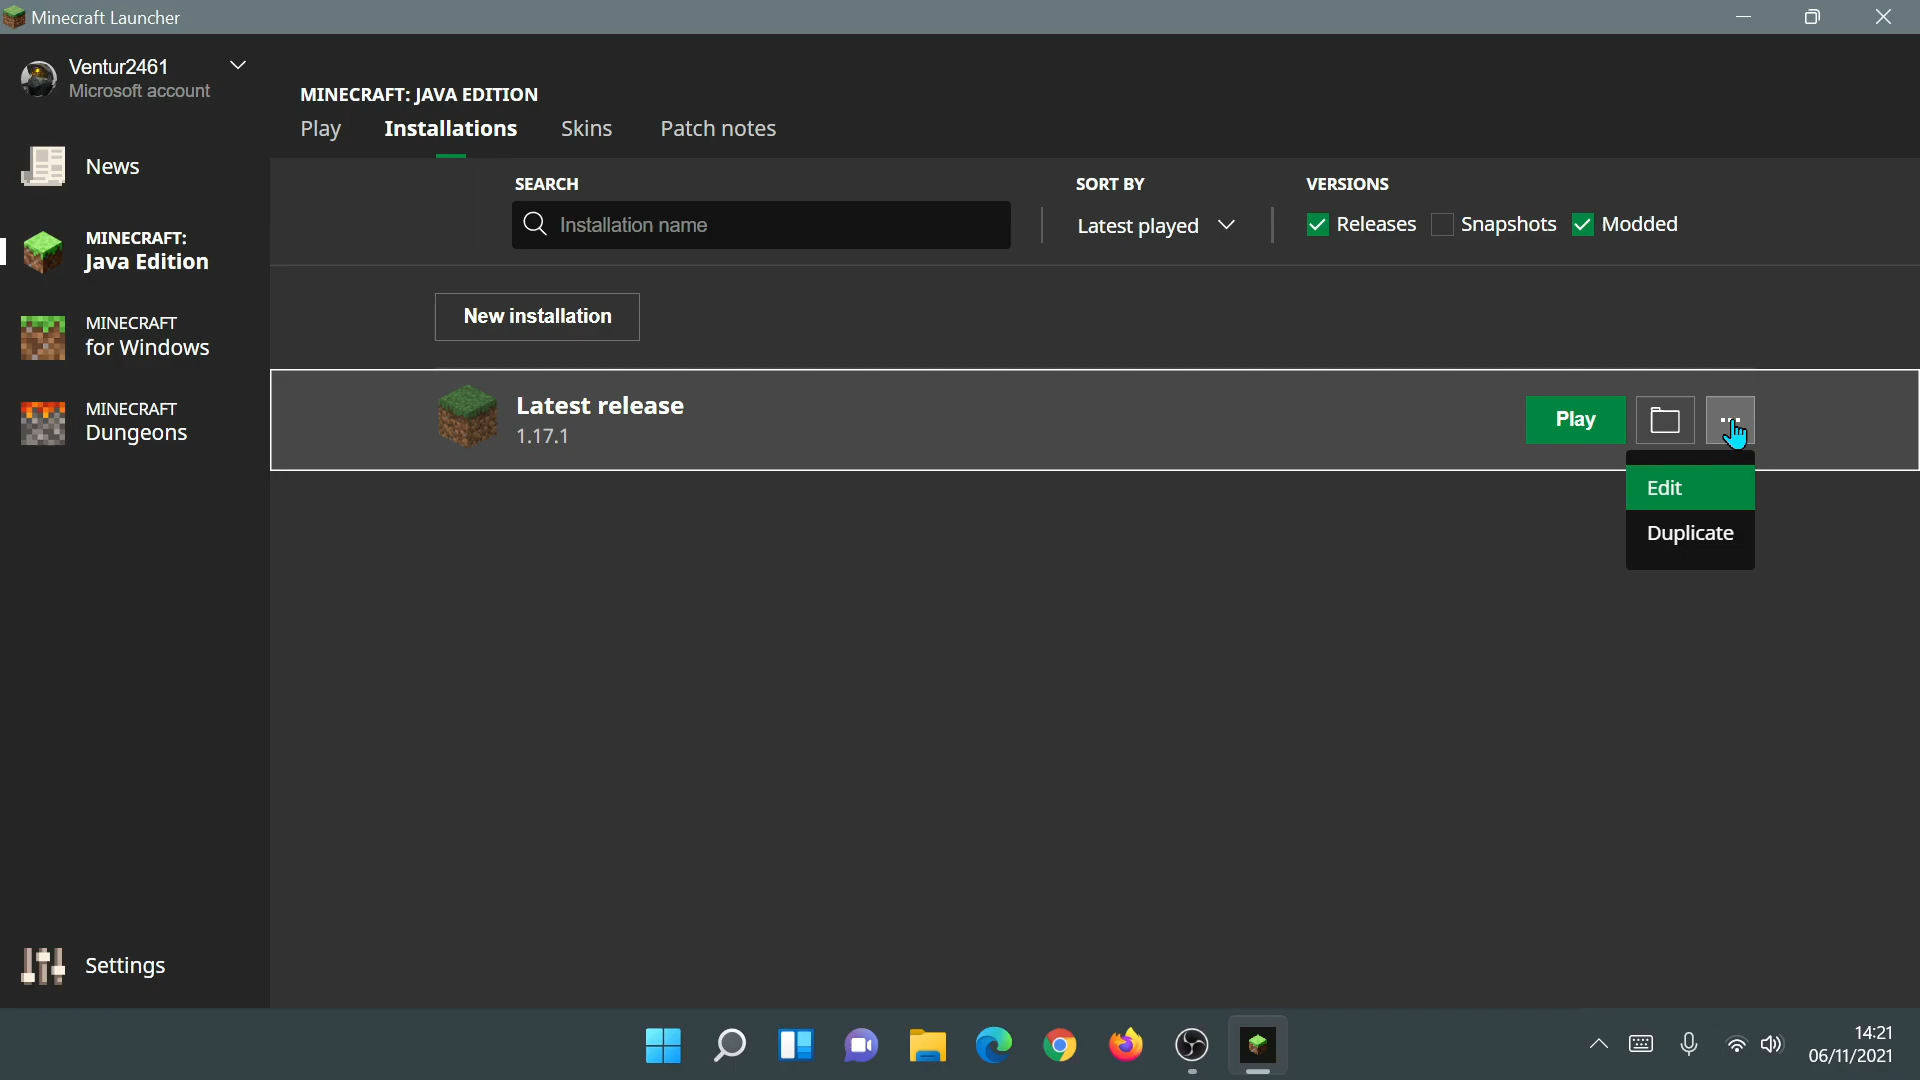 Minecraft Launcher
Ventur2461
Microsoft account
News
MINECRAFT:
Java Edition
MINECRAFT
for Windows
MINECRAFT
Dungeons
Settings
MINECRAFT: JAVA EDITION
Play Installations Skins Patch notes
SEARCH
Installation name
SORT BY
Latest played
VERSIONS
Releases Snapshots Modded
New installation
Latest release
1.17.1
Play
Edit
Duplicate
14:21
06/11/2021